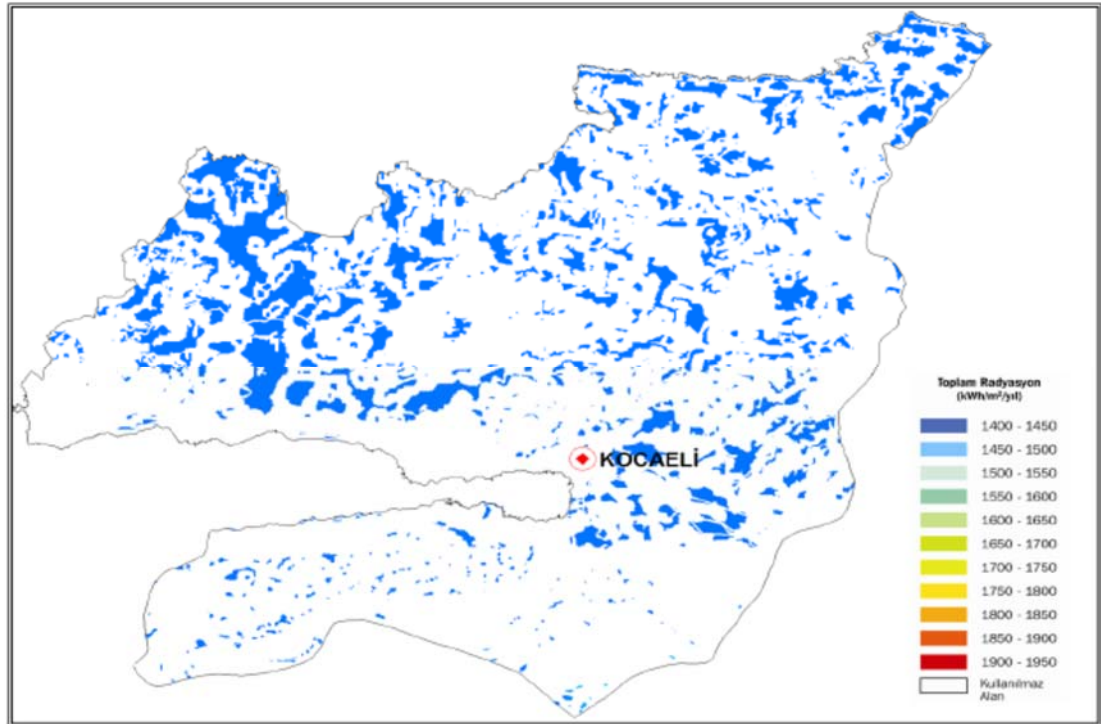 KOCAELİ
Toplam Radyasyon
(kWh/m²/yıl)
1400 - 1450
1450 - 1500
1500 - 1550
1550 - 1600
1600 - 1650
1650 - 1700
1700 - 1750
1750 - 1800
1800 - 1850
1850 - 1900
1900 - 1950
Kullanılmaz
Alan